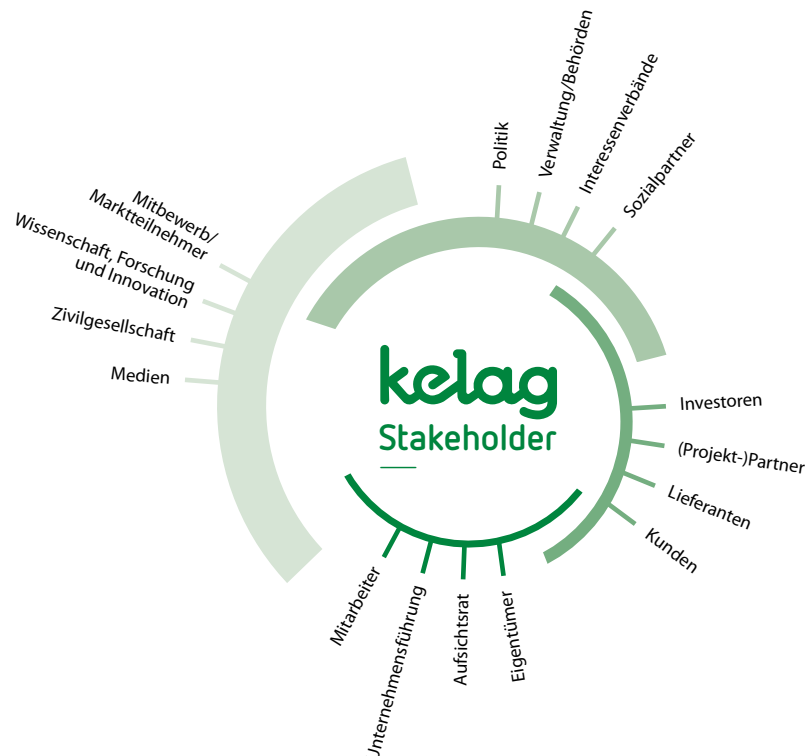 Politik
Verwaltung/Behörden
Interessenverbände
Sozialpartner
Mitbewerb/
Marktteilnehmer
Wissenschaft, Forschung
und Innovation
Zivilgesellschaft
Medien
kelag
Stakeholder
Investoren
(Projekt-)Partner
Lieferanten
Kunden
Mitarbeiter
Unternehmensführung
Aufsichtsrat
Eigentümer